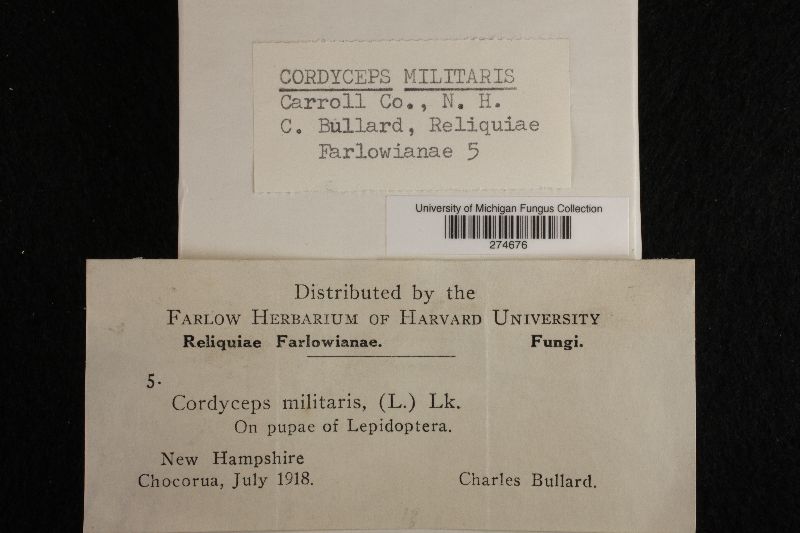 CORDYCEPS MILITARIS
Carroll Co., N. H.
C. Bullard, Reliquiae
Farlowianae 5
University of Michigan Fungus Collection
274676
Distributed by the
FARLOW HERBARIUM OF HARVARD UNIVERSITY
Reliquiae Farlowianae. Fungi.
5.
Cordyceps militaris, (L.) Lk.
On pupae of Lepidoptera.
New Hampshire
Chocorua, July 1918. Charles Bullard.